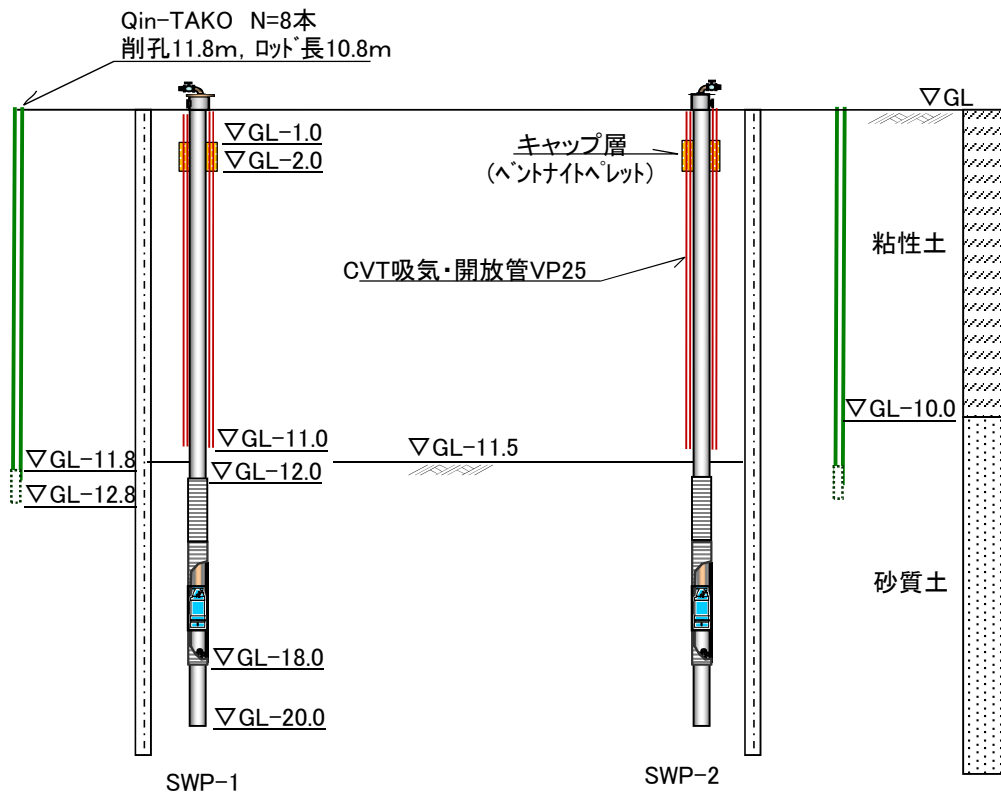 Qin-TAKO N=8本
削孔11.8m, ロッド長10.8m
▽GL
▽GL-1.0
▽GL-2.0
キャップ層
(ベントナイトペレット)
粘性土
CVT吸気・開放管VP25
▽GL-10.0
▽GL-11.0
▽GL-11.5
▽GL-11.8
▽GL-12.0
▽GL-12.8
砂質土
▽GL-18.0
▽GL-20.0
SWP-1
SWP-2